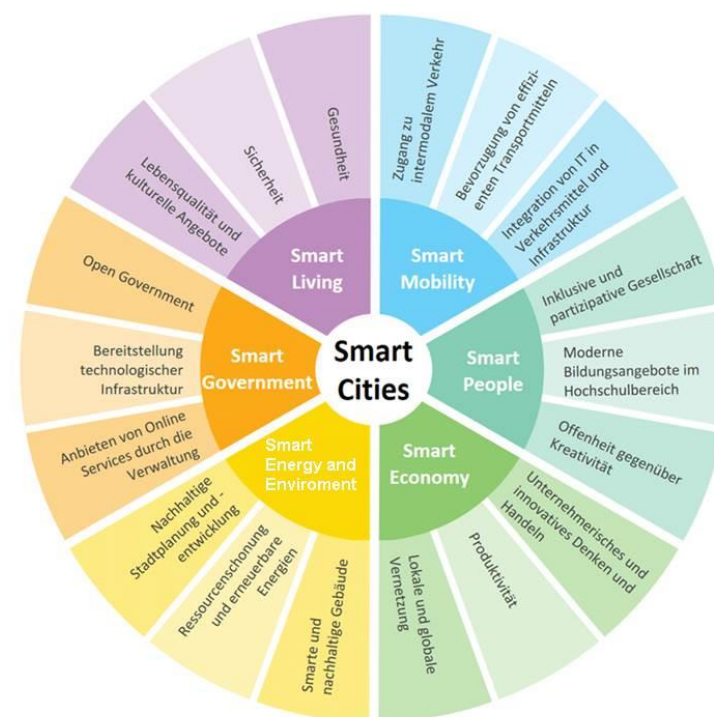 Smart
Cities
Smart
Mobility
Zugang zu
intermodalem Verkehr
Bevorzugung von effizi-
enten Transportmitteln
Integration von IT in
Verkehrsmittel und
Infrastruktur
Smart
People
Inklusive und
partizipative Gesellschaft
Moderne
Bildungsangebote im
Hochschulbereich
Offenheit gegenüber
Kreativität
Smart
Economy
Unternehmerisches und
innovatives Denken und
Handeln
Produktivität
Lokale und globale
Vernetzung
Smart
Energy and
Enviroment
Smarte und
nachhaltige Gebäude
Ressourcenschonung
und erneuerbare
Energien
Nachhaltige
Stadtplanung und -
entwicklung
Smart
Government
Anbieten von Online
Services durch die
Verwaltung
Bereitstellung
technologischer
Infrastruktur
Open Government
Smart
Living
Lebensqualität und
kulturelle Angebote
Sicherheit
Gesundheit